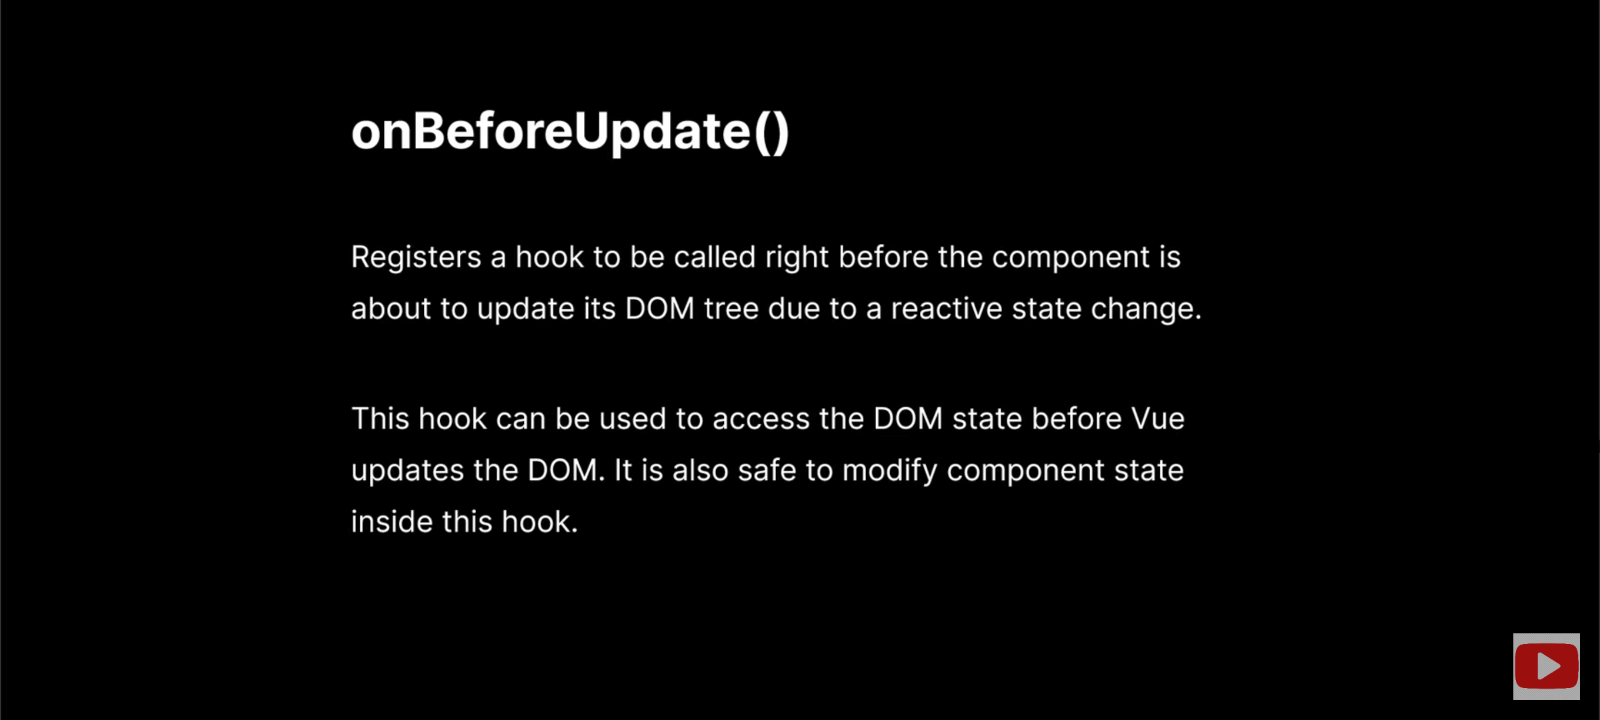 onBeforeUpdate()
Registers a hook to be called right before the component is
about to update its DOM tree due to a reactive state change.
This hook can be used to access the DOM state before Vue
updates the DOM. It is also safe to modify component state
inside this hook.